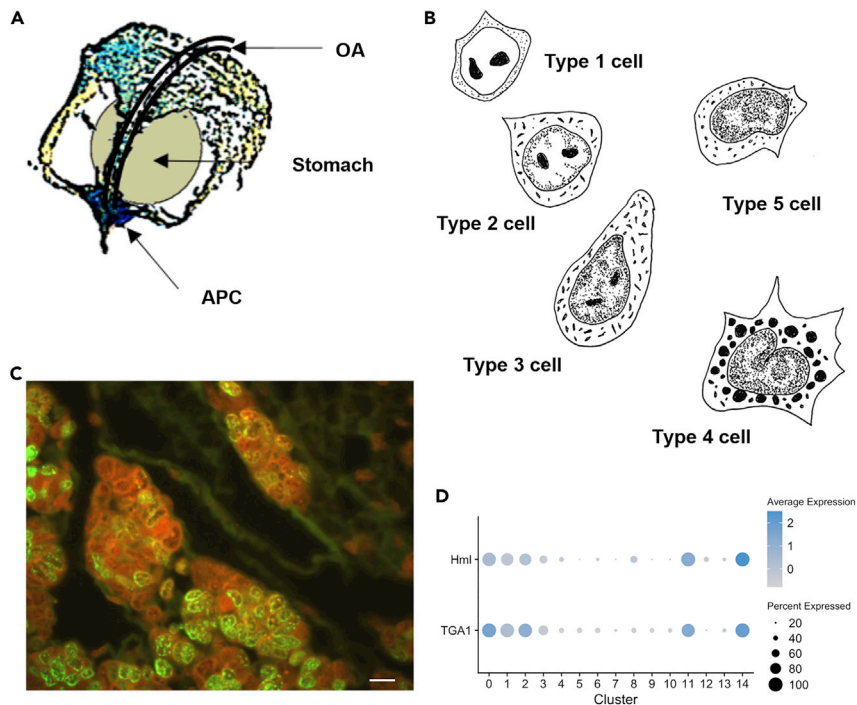 A
OA
Stomach
APC
B
Type 1 cell
Type 2 cell
Type 3 cell
Type 5 cell
Type 4 cell
C
D
Hml
TGA1
0 1 2 3 4 5 6 7 8 9 10 11 12 13 14
Cluster
Average Expression
2
1
0
Percent Expressed
20
40
60
80
100